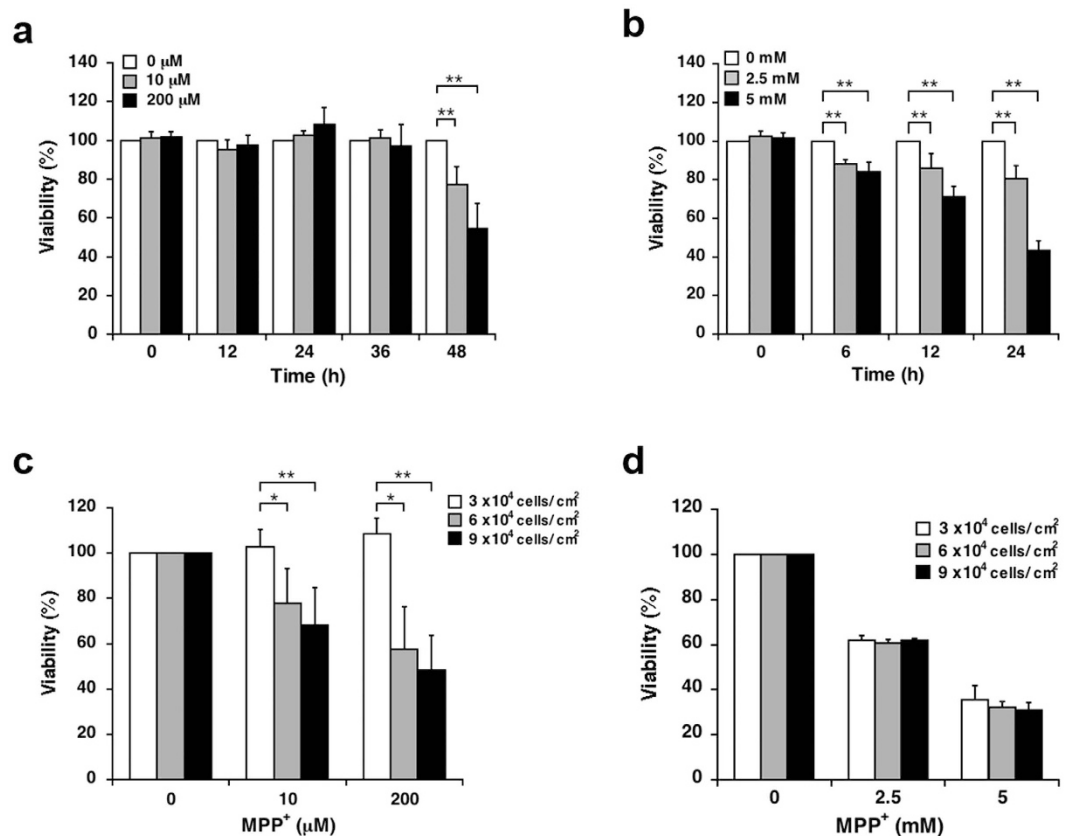 a
0 µM
10 µM
200 µM
Viaibility (%)
140
120
100
80
60
40
20
0
** 
**
0 12 24 36 48
Time (h)
b
0 mM
2.5 mM
5 mM
Viability (%)
140
120
100
80
60
40
20
0
** ** **
** ** **
0 6 12 24
Time (h)
c
3 x10⁴ cells/cm²
6 x10⁴ cells/cm²
9 x10⁴ cells/cm²
Viability (%)
120
100
80
60
40
20
0
** **
* *
0 10 200
MPP⁺ (µM)
d
3 x10⁴ cells/cm²
6 x10⁴ cells/cm²
9 x10⁴ cells/cm²
Viability (%)
120
100
80
60
40
20
0
0 2.5 5
MPP⁺ (mM)